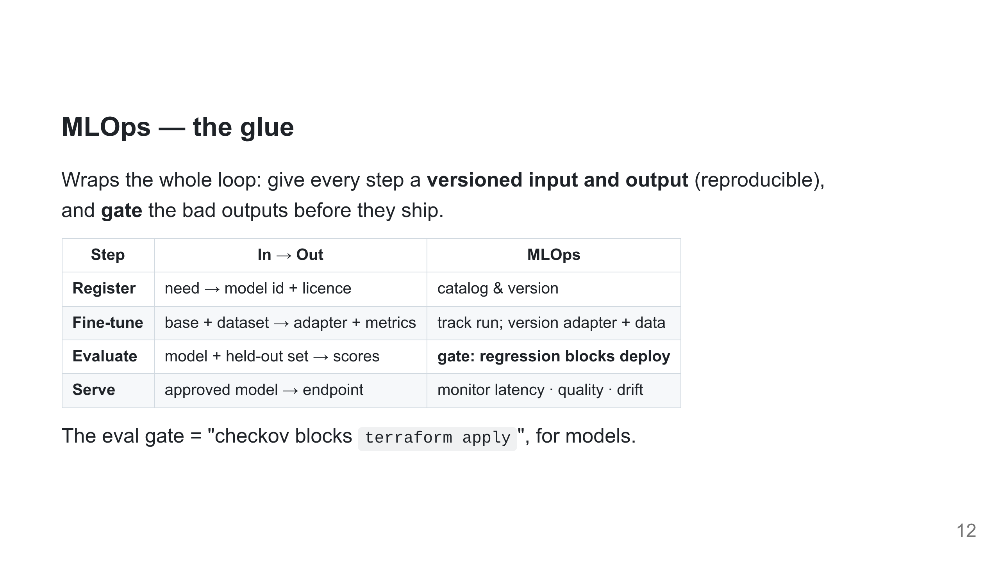 MLOps — the glue
Wraps the whole loop: give every step a versioned input and output (reproducible),
and gate the bad outputs before they ship.
Step In → Out MLOps
Register need → model id + licence catalog & version
Fine-tune base + dataset → adapter + metrics track run; version adapter + data
Evaluate model + held-out set → scores gate: regression blocks deploy
Serve approved model → endpoint monitor latency · quality · drift
The eval gate = "checkov blocks terraform apply", for models.
12